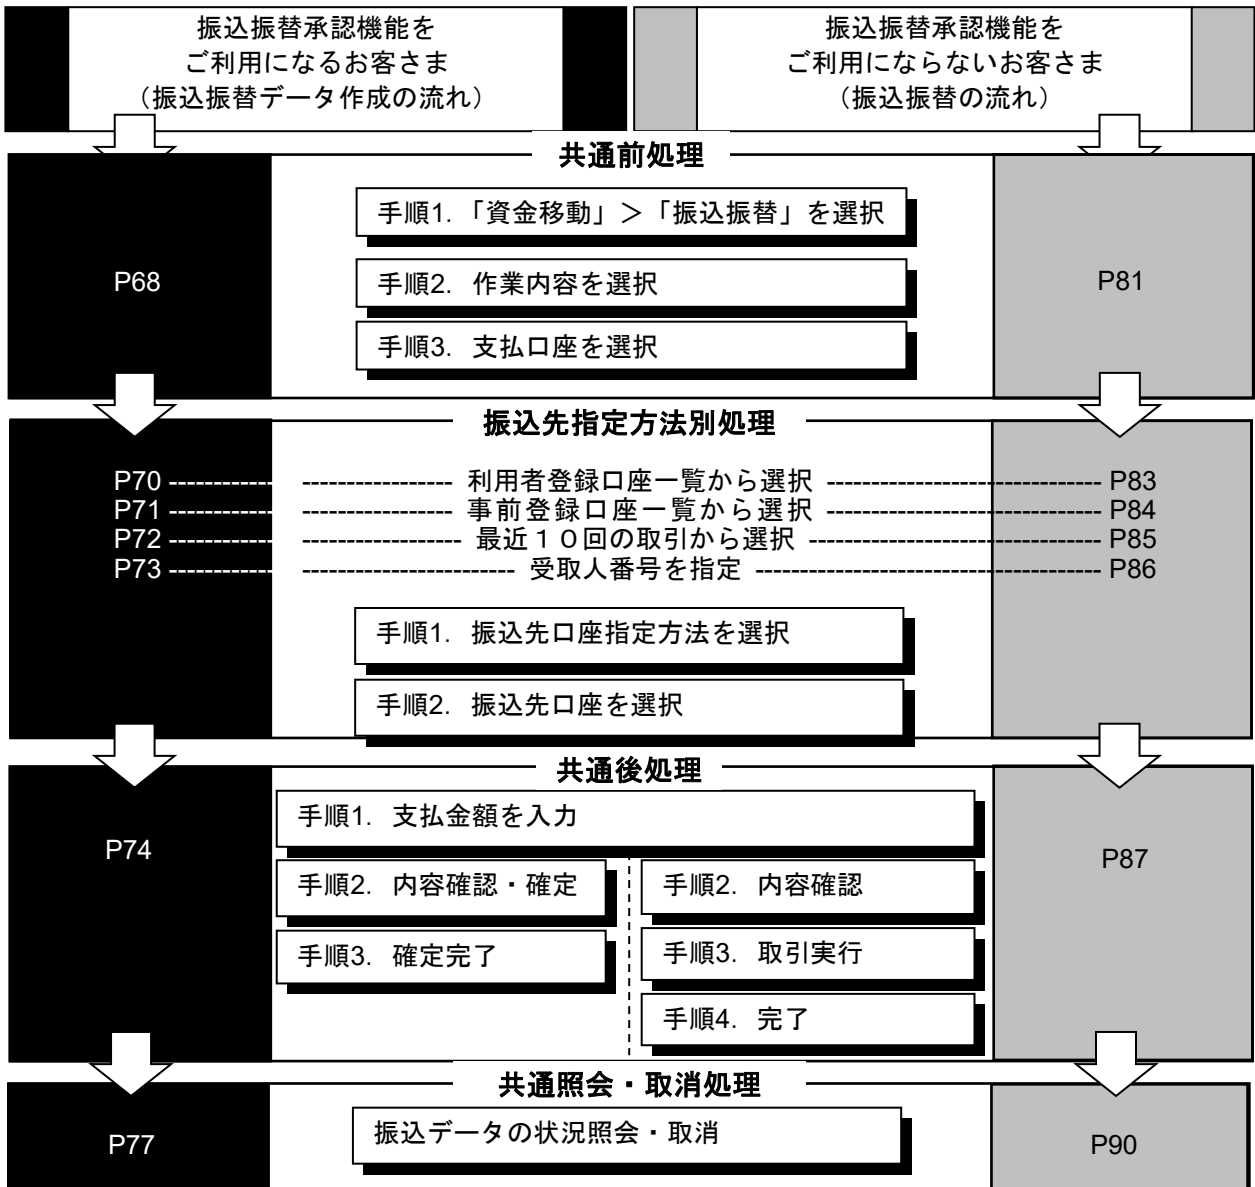 振込振替承認機能を
ご利用になるお客さま
（振込振替データ作成の流れ）
振込振替承認機能を
ご利用にならないお客さま
（振込振替の流れ）
共通前処理
手順1. 「資金移動」＞「振込振替」を選択
P68
手順2. 作業内容を選択
P81
手順3. 支払口座を選択
振込先指定方法別処理
P70 利用者登録口座一覧から選択 P83
P71 事前登録口座一覧から選択 P84
P72 最近１０回の取引から選択 P85
P73 受取人番号を指定 P86
手順1. 振込先口座指定方法を選択
手順2. 振込先口座を選択
共通後処理
手順1. 支払金額を入力
P74
P87
手順2. 内容確認・確定
手順3. 確定完了
手順2. 内容確認
手順3. 取引実行
手順4. 完了
共通照会・取消処理
P77
振込データの状況照会・取消
P90